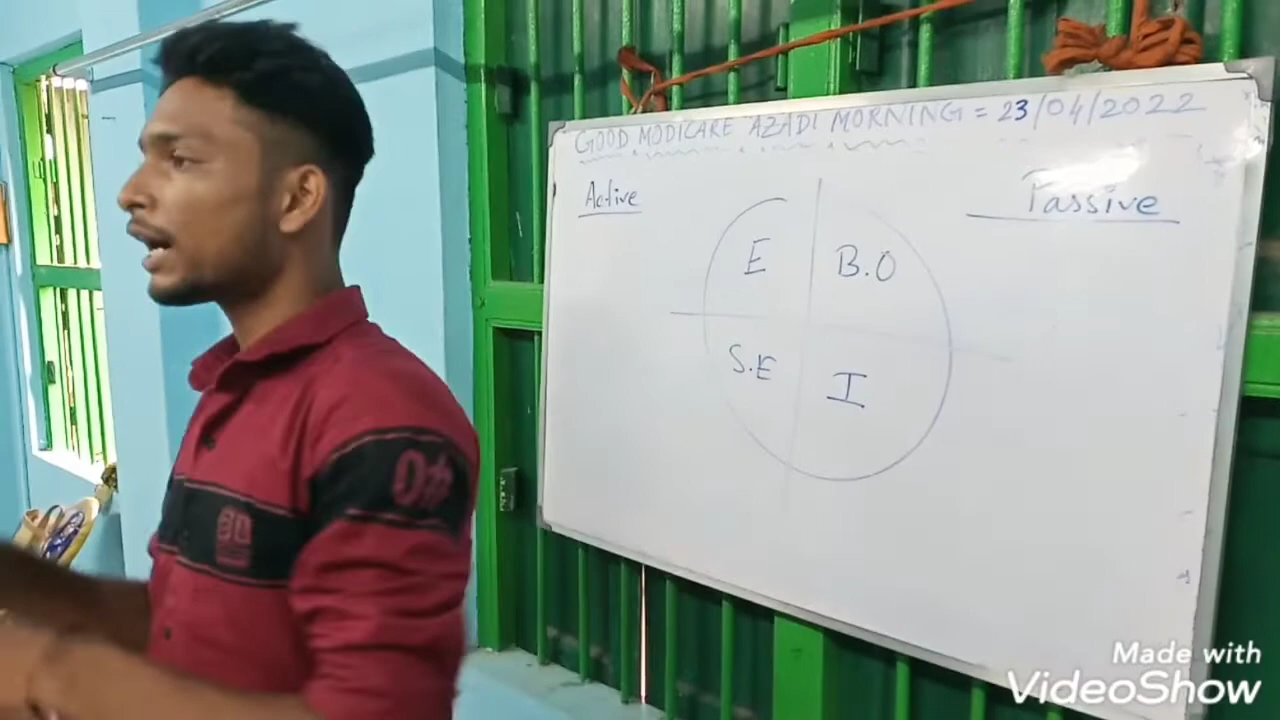 GOOD MODICARE AZADI MORNING = 23/04/2022
Active
Passive
E
B.O
S.E
I
Made with
VideoShow